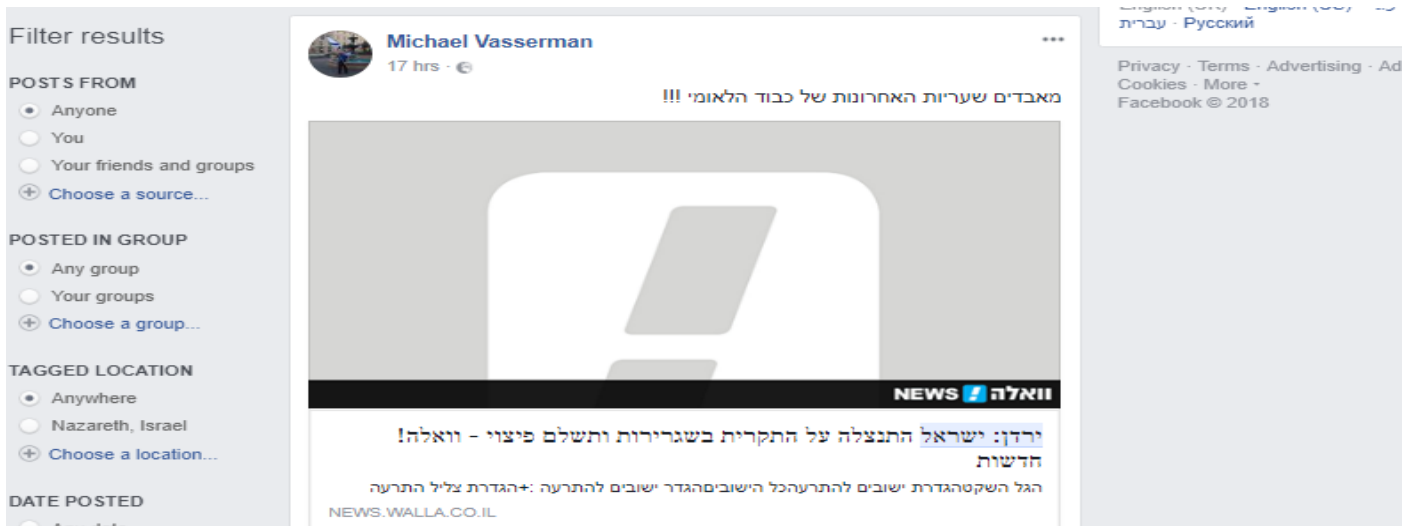 Filter results
POSTS FROM
Anyone
You
Your friends and groups
Choose a source...
POSTED IN GROUP
Any group
Your groups
Choose a group...
TAGGED LOCATION
Anywhere
Nazareth, Israel
Choose a location...
DATE POSTED
Michael Vasserman
17 hrs ·
מאבדים שעריות האחרונות של כבוד הלאומי !!!
NEWS וואלה!
ירדן: ישראל התנצלה על התקרית בשגרירות ותשלם פיצוי - וואלה!
חדשות
הגל השקטהגדרת ישובים להתרעהכל הישוביםהגדר ישובים להתרעה :+הגדרת צליל התרעה
NEWS.WALLA.CO.IL
עברית · Русский
Privacy · Terms · Advertising · Ad
Cookies · More
Facebook © 2018